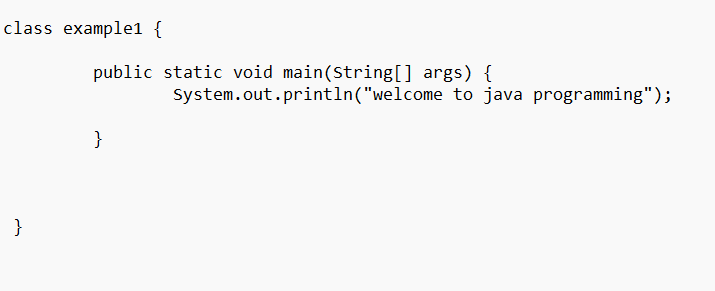 class example1 {
public static void main(String[] args) {
System.out.println("welcome to java programming");
}
}